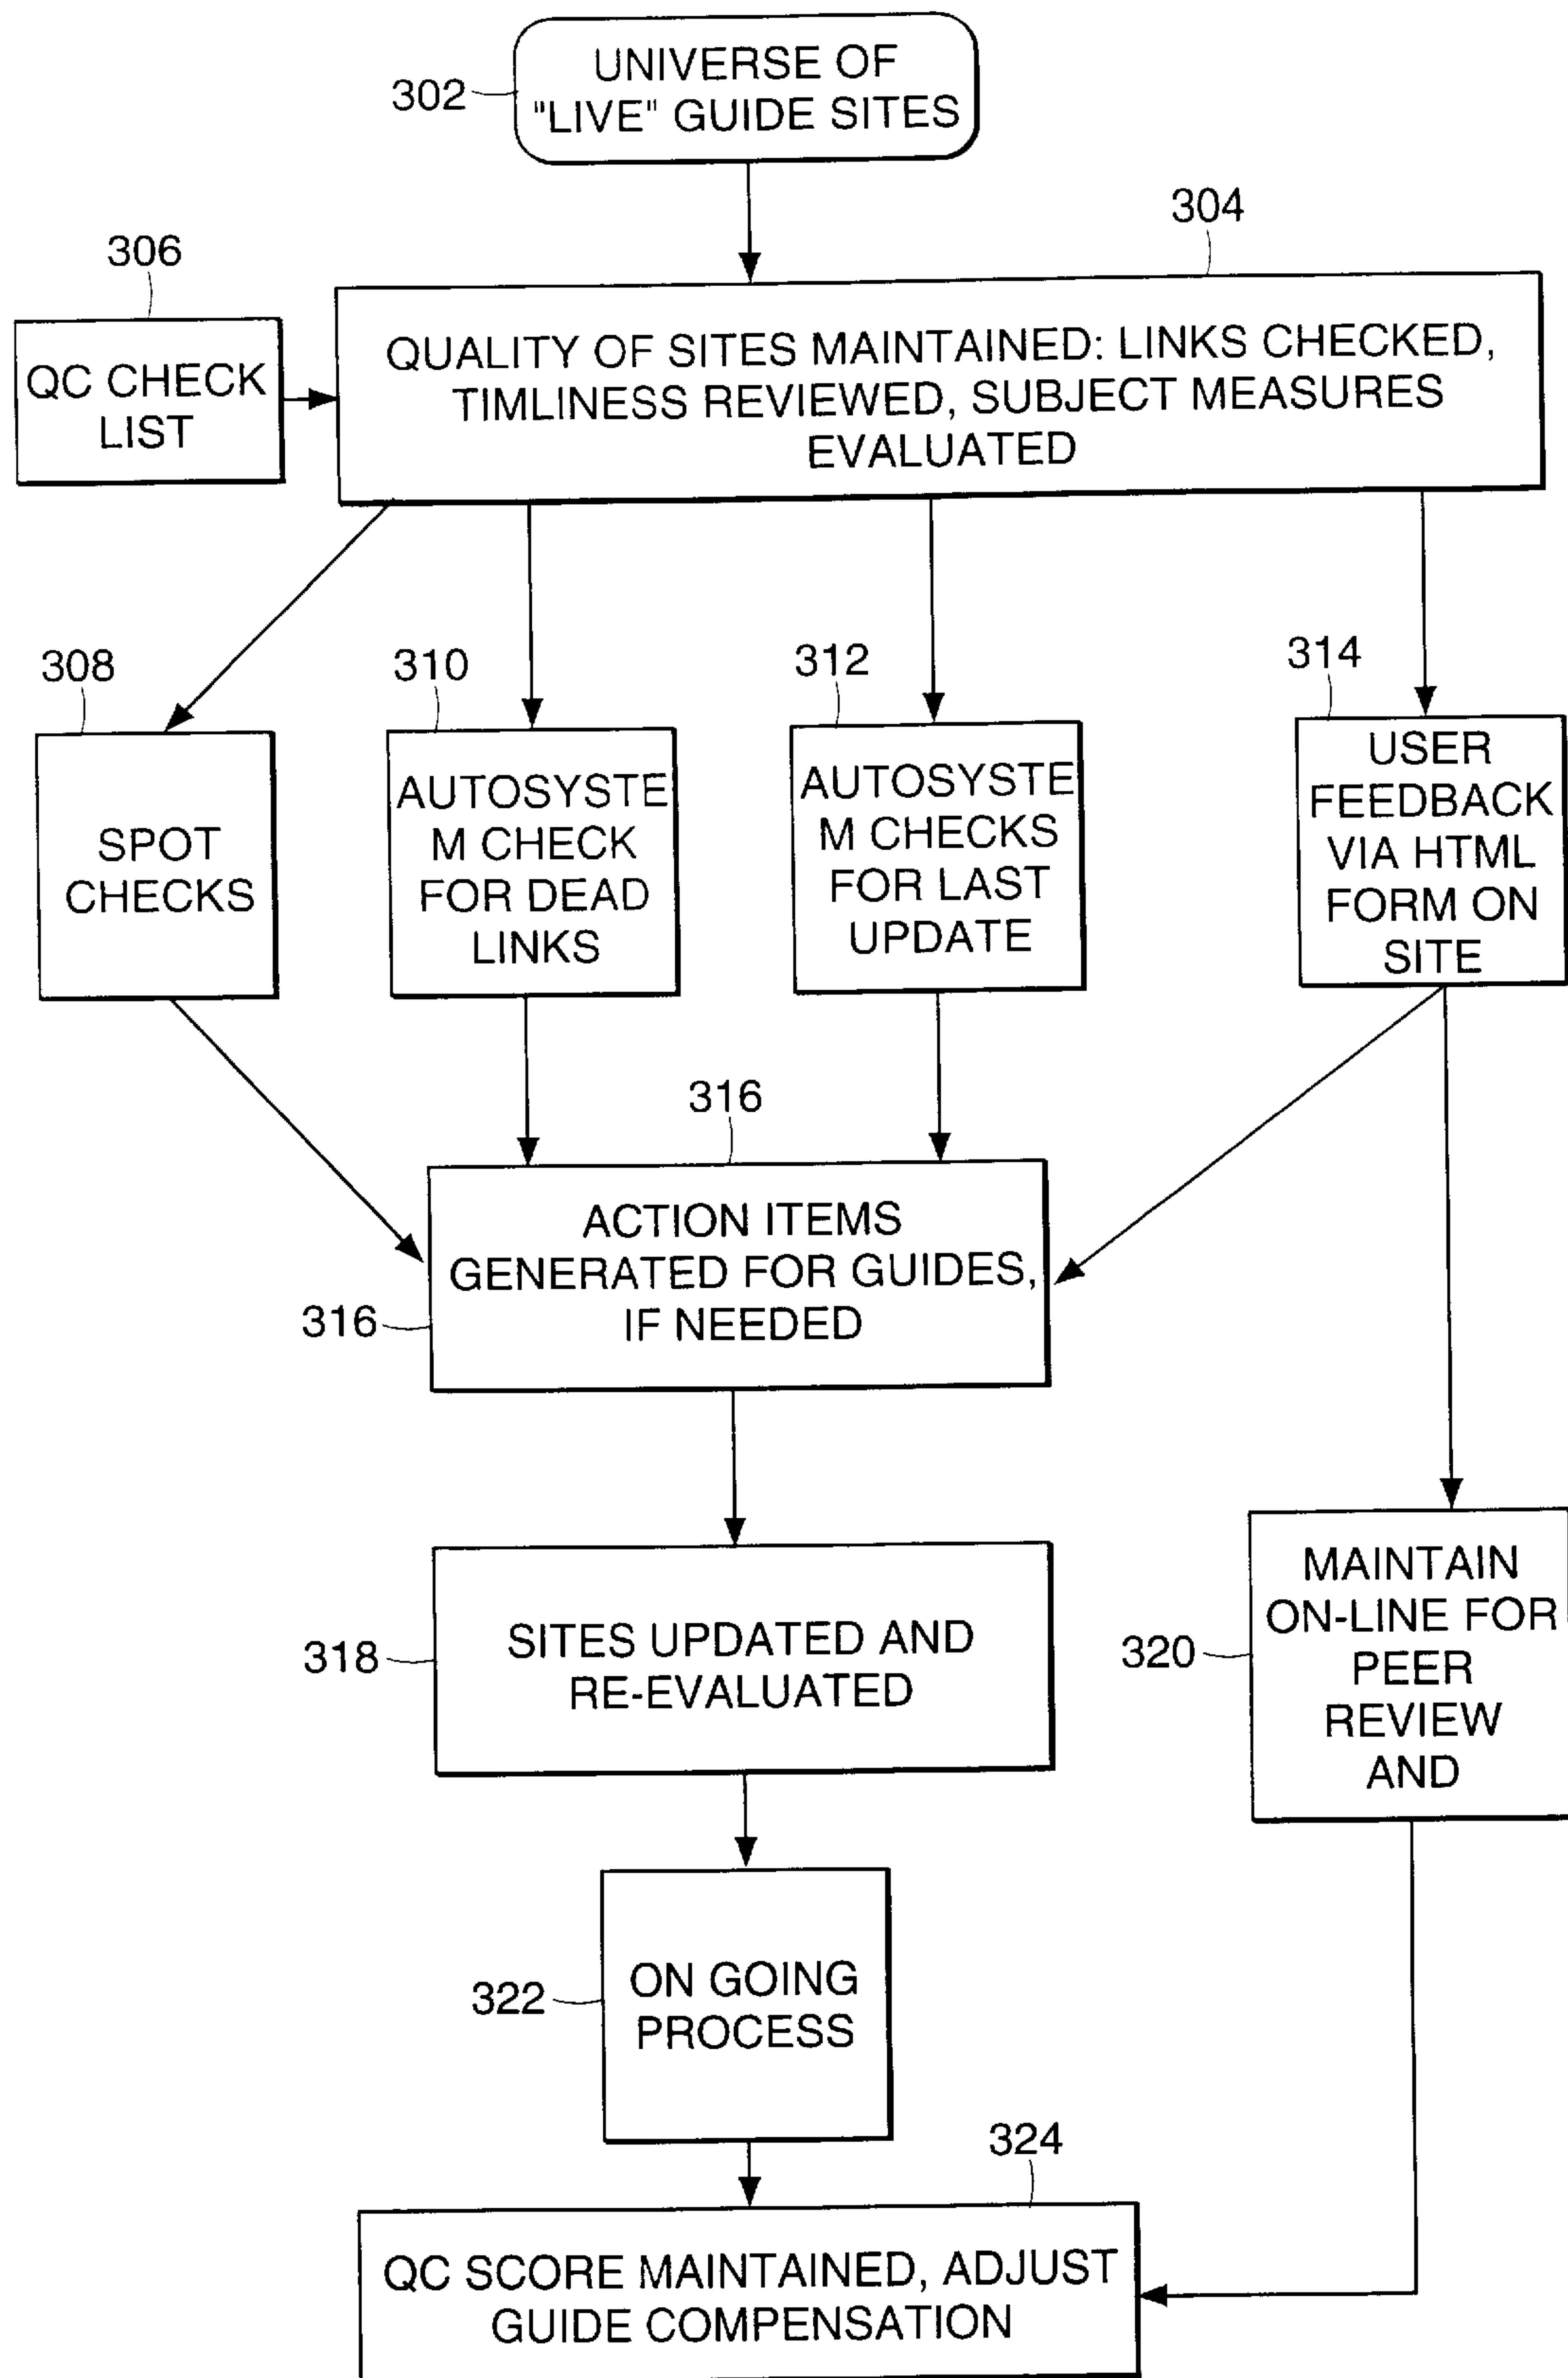 302
UNIVERSE OF
"LIVE" GUIDE SITES
304
306
QC CHECK
LIST
QUALITY OF SITES MAINTAINED: LINKS CHECKED,
TIMLINESS REVIEWED, SUBJECT MEASURES
EVALUATED
308
SPOT
CHECKS
310
AUTOSYSTE
M CHECK
FOR DEAD
LINKS
312
AUTOSYSTE
M CHECKS
FOR LAST
UPDATE
314
USER
FEEDBACK
VIA HTML
FORM ON
SITE
316
ACTION ITEMS
GENERATED FOR GUIDES,
IF NEEDED
316
318
SITES UPDATED AND
RE-EVALUATED
320
MAINTAIN
ON-LINE FOR
PEER
REVIEW
AND
322
ON GOING
PROCESS
324
QC SCORE MAINTAINED, ADJUST
GUIDE COMPENSATION